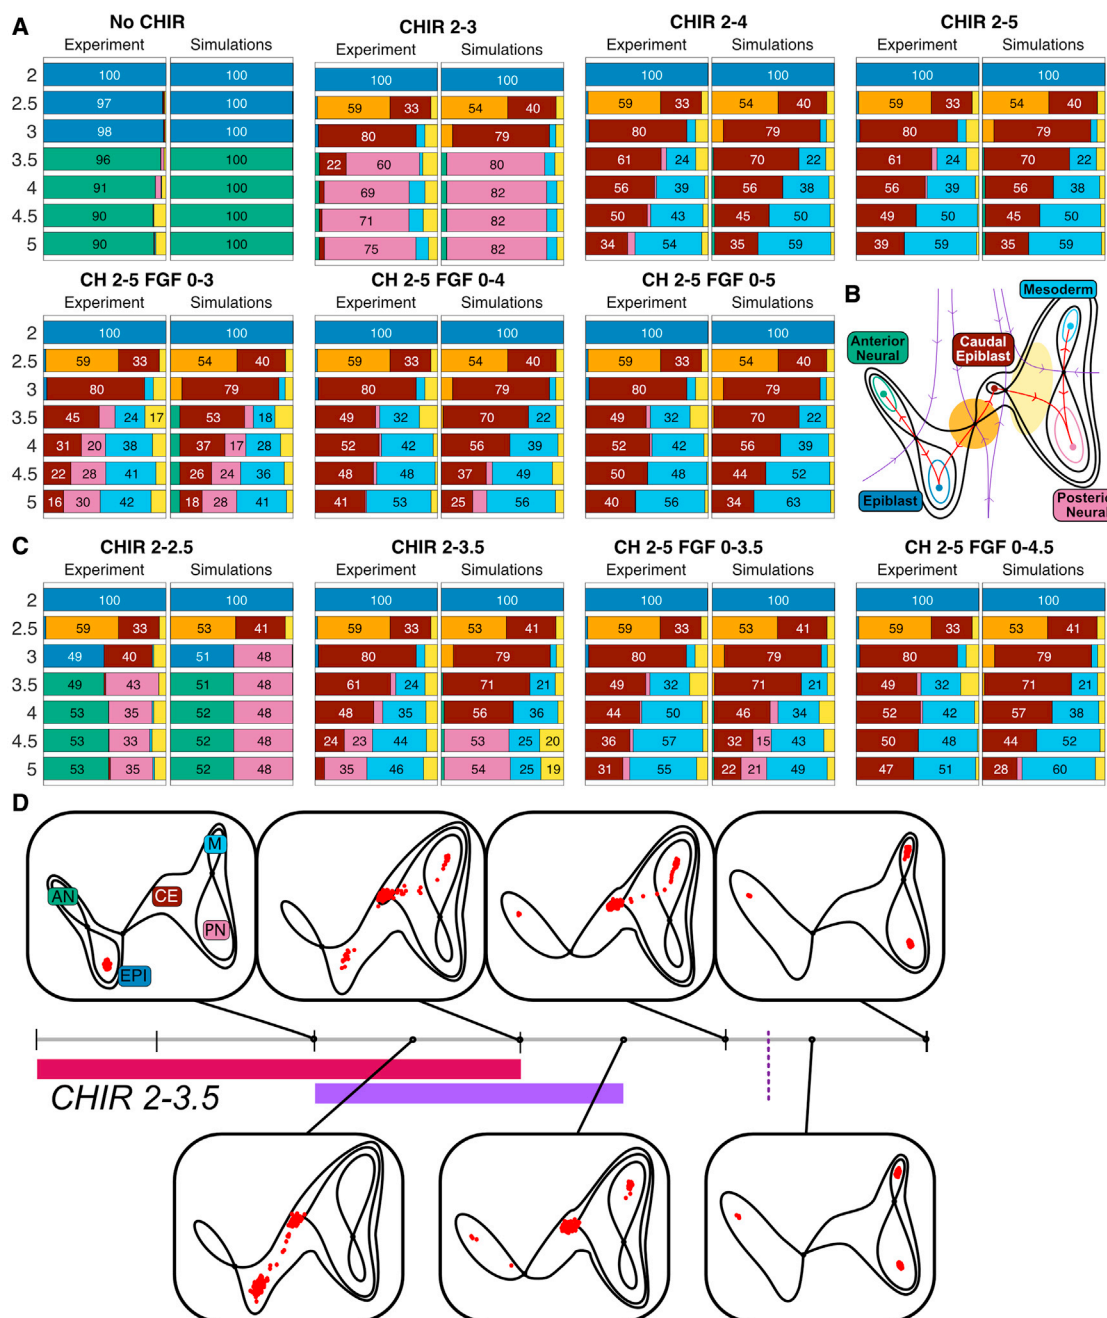 A
No CHIR
CHIR 2-3
CHIR 2-4
CHIR 2-5
Experiment Simulations Experiment Simulations Experiment Simulations Experiment Simulations
2 100 100 100 100 100 100 100
2.5 97 100 59 33 54 40 59 33 54 40 59 33 54 40
3 98 100 80 79 80 79 80 79
3.5 96 100 22 60 80 61 24 70 22 61 24 70 22
4 91 100 69 82 56 39 56 38 56 39 56 38
4.5 90 100 71 82 50 43 45 50 49 50 45 50
5 90 100 75 82 34 54 35 59 39 59 35 59
CH 2-5 FGF 0-3
CH 2-5 FGF 0-4
CH 2-5 FGF 0-5
Experiment Simulations Experiment Simulations Experiment Simulations
2 100 100 100 100 100 100
2.5 59 33 54 40 59 33 54 40 59 33 54 40
3 80 79 80 79 80 79
3.5 45 24 17 53 18 49 32 70 22 49 32 70 22
4 31 20 38 37 17 28 52 42 56 39 52 42 56 39
4.5 22 28 41 26 24 36 48 48 37 49 50 48 44 52
5 16 30 42 18 28 41 41 53 25 56 40 56 34 63
B
Mesoderm
Anterior
Neural
Caudal
Epiblast
Epiblast
Posterior
Neural
C
CHIR 2-2.5
CHIR 2-3.5
CH 2-5 FGF 0-3.5
CH 2-5 FGF 0-4.5
Experiment Simulations Experiment Simulations Experiment Simulations Experiment Simulations
2 100 100 100 100 100 100 100 100
2.5 59 33 53 41 59 33 53 41 59 33 53 41 59 33 53 41
3 49 40 51 48 80 79 80 79 80 79
3.5 49 43 51 48 61 24 71 21 49 32 71 21 49 32 71 21
4 53 35 52 48 48 35 56 36 44 50 46 34 52 42 57 38
4.5 53 33 52 48 24 23 44 53 25 20 36 57 32 15 43 50 48 44 52
5 53 35 52 48 35 46 54 25 19 31 55 22 21 49 47 51 28 60
D
M
AN
CE
PN
EPI
CHIR 2-3.5